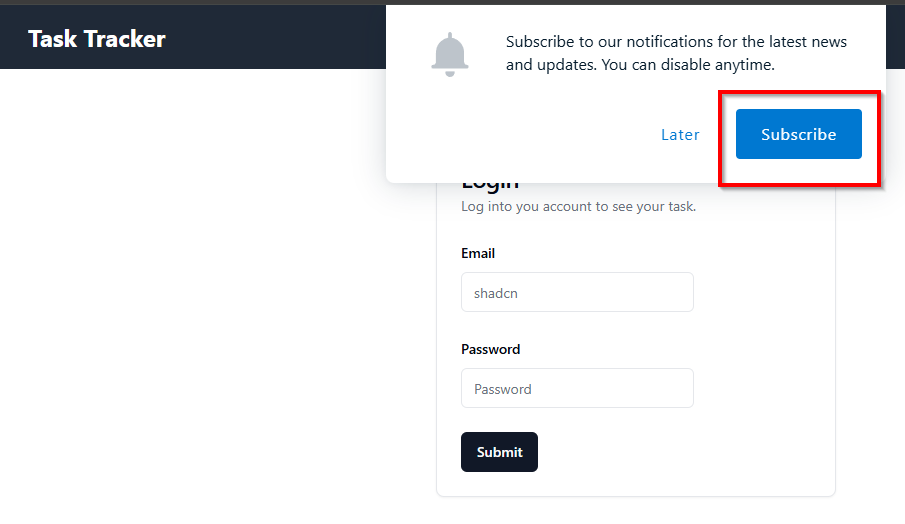 Task Tracker
Subscribe to our notifications for the latest news
and updates. You can disable anytime.
Later
Subscribe
Login
Log into you account to see your task.
Email
shadcn
Password
Password
Submit